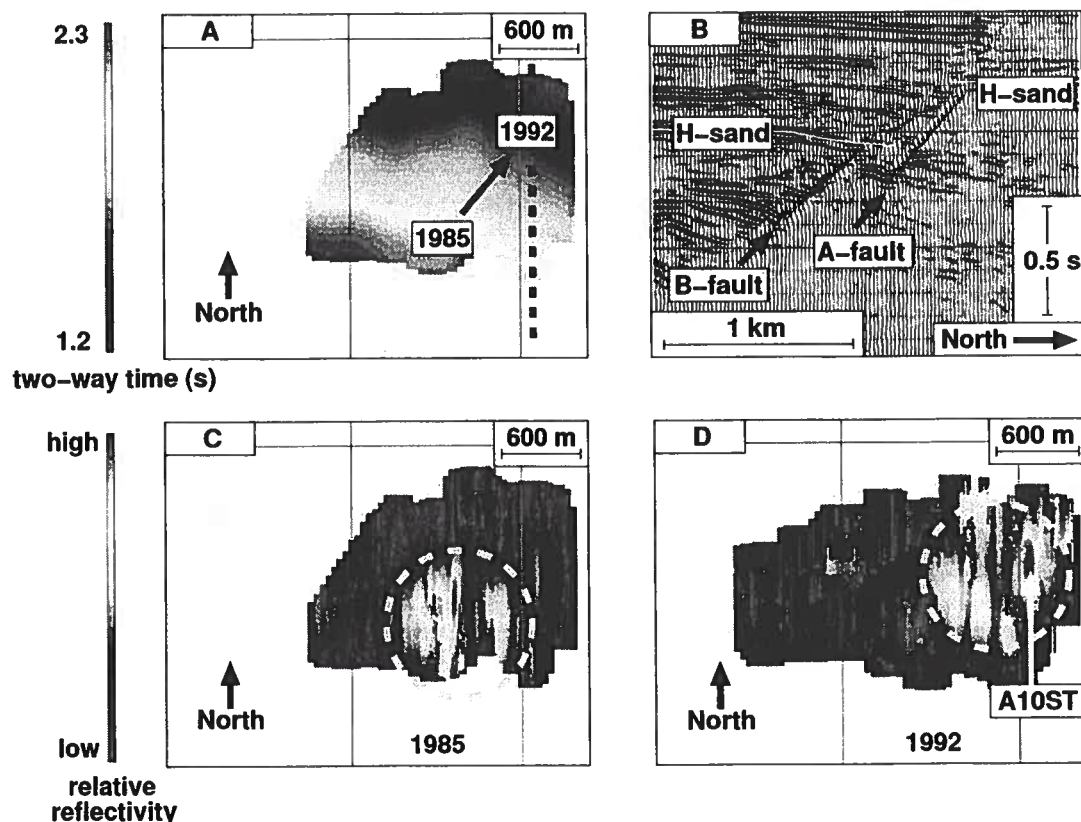 2.3
1.2
two-way time (s)
A
600 m
1992
1985
North
B
H-sand
H-sand
A-fault
B-fault
0.5 s
1 km
North
high
low
relative
reflectivity
C
600 m
North
1985
D
600 m
A10ST
North
1992